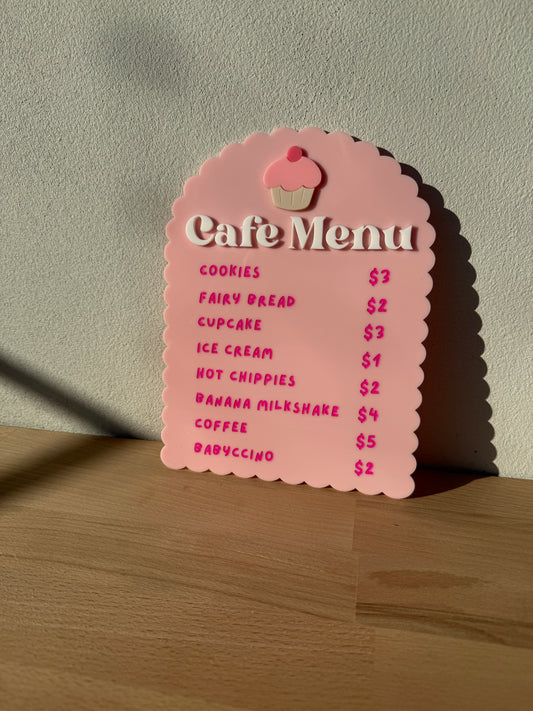 Cafe Menu
COOKIES $3
FAIRY BREAD $2
CUPCAKE $3
ICE CREAM $1
HOT CHIPPIES $2
BANANA MILKSHAKE $4
COFFEE $5
BABYCCINO $2